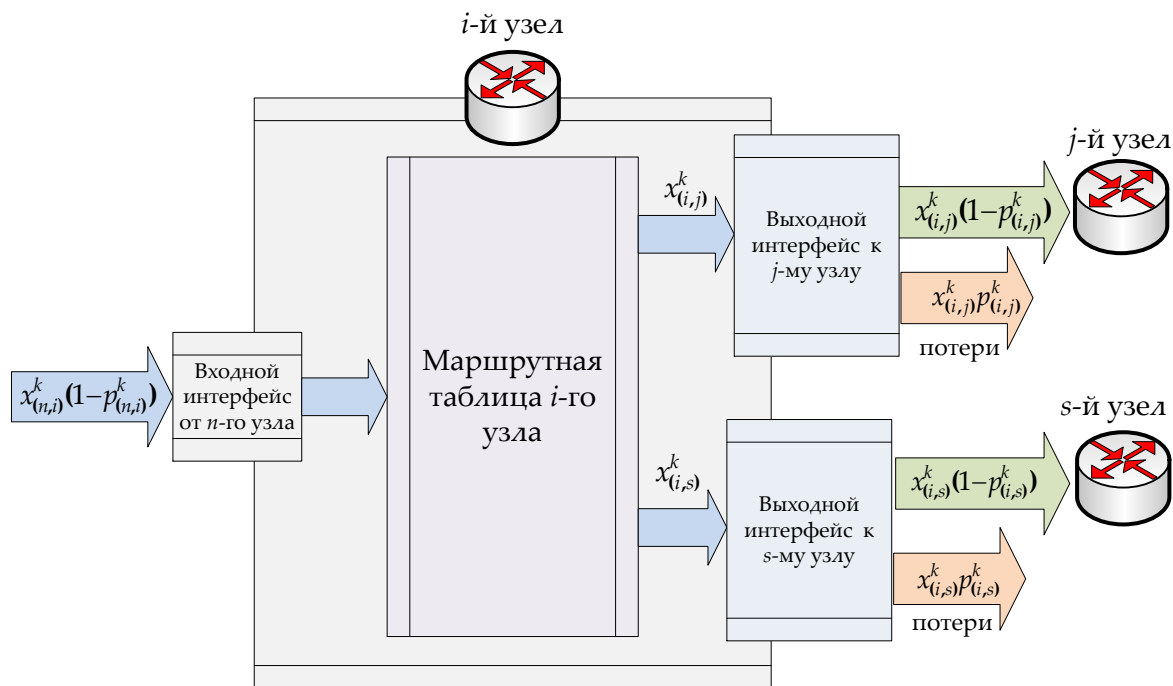 i-й узел
j-й узел
x^k_{(i,j)}
x^k_{(i,j)}(1−p^k_{(i,j)})
Выходной
интерфейс к
j-му узлу
x^k_{(i,j)}p^k_{(i,j)}
потери
x^k_{(n,i)}(1−p^k_{(n,i)})
Входной
интерфейс
от n-го узла
Маршрутная
таблица i-го
узла
s-й узел
x^k_{(i,s)}
x^k_{(i,s)}(1−p^k_{(i,s)})
Выходной
интерфейс к
s-му узлу
x^k_{(i,s)}p^k_{(i,s)}
потери